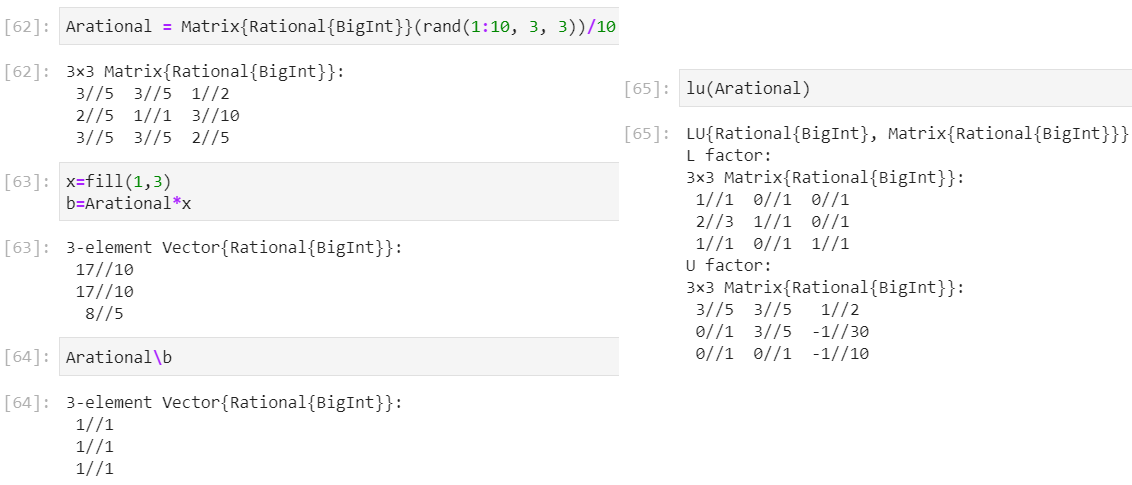 [62]: Arational = Matrix{Rational{BigInt}}(rand(1:10, 3, 3))/10
[62]: 3×3 Matrix{Rational{BigInt}}:
3//5  3//5  1//2
2//5  1//1  3//10
3//5  3//5  2//5
[63]: x=fill(1,3)
b=Arational*x
[63]: 3-element Vector{Rational{BigInt}}:
17//10
17//10
8//5
[64]: Arational\b
[64]: 3-element Vector{Rational{BigInt}}:
1//1
1//1
1//1
[65]: lu(Arational)
[65]: LU{Rational{BigInt}, Matrix{Rational{BigInt}}}
L factor:
3×3 Matrix{Rational{BigInt}}:
1//1  0//1  0//1
2//3  1//1  0//1
1//1  0//1  1//1
U factor:
3×3 Matrix{Rational{BigInt}}:
3//5  3//5   1//2
0//1  3//5  -1//30
0//1  0//1  -1//10